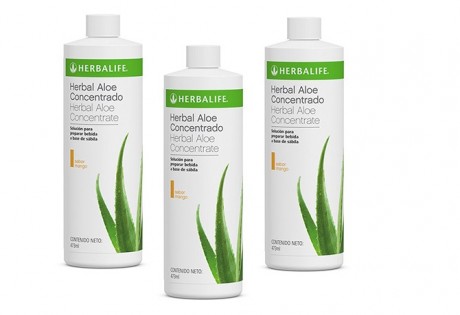 HERBALIFE.
Herbal Aloe
Concentrado
Herbal Aloe
Concentrate
Solución para
preparar bebida
a base de sábila
sabor
mango
CONTENIDO NETO:
473ml
HERBALIFE.
Herbal Aloe
Concentrado
Herbal Aloe
Concentrate
Solución para
preparar bebida
a base de sábila
sabor
mango
CONTENIDO NETO:
473ml
HERBALIFE.
Herbal Aloe
Concentrado
Herbal Aloe
Concentrate
Solución para
preparar bebida
a base de sábila
sabor
mango
CONTENIDO NETO:
473ml